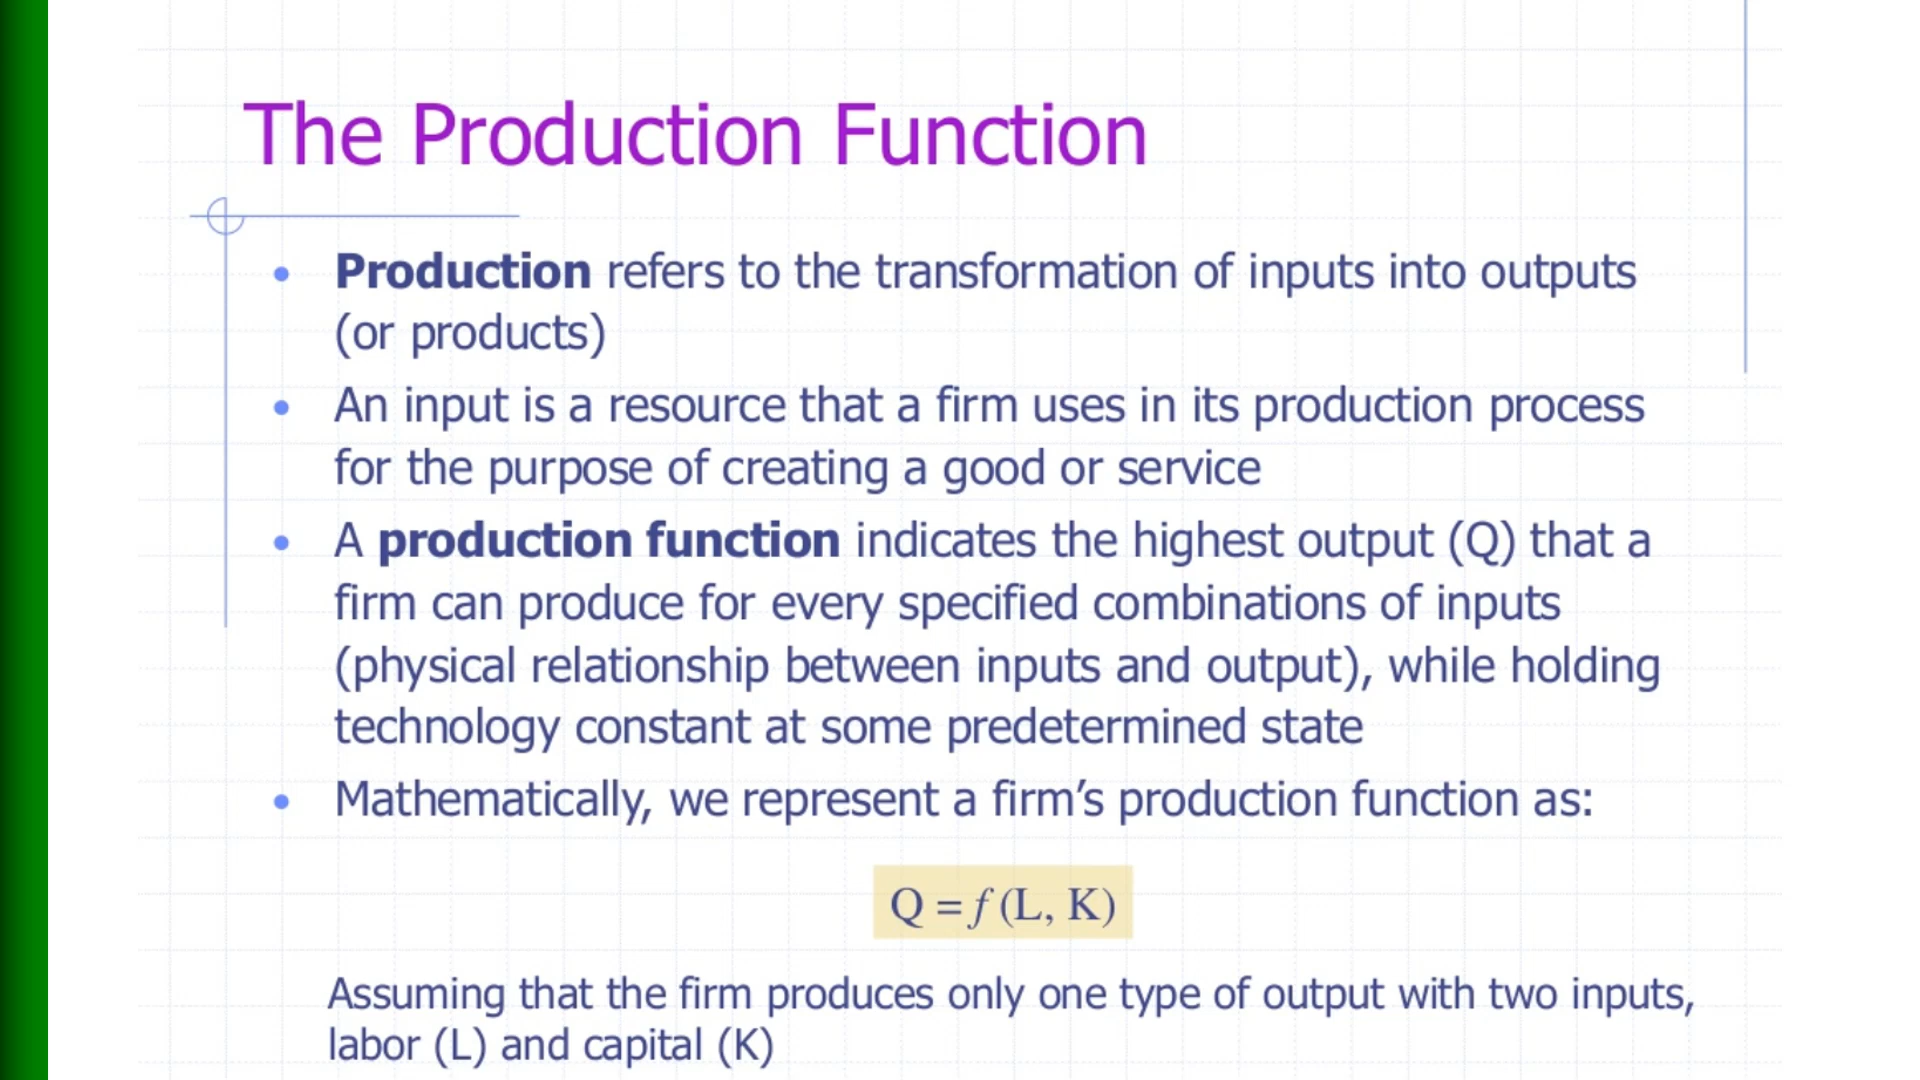 The Production Function
• Production refers to the transformation of inputs into outputs
(or products)
• An input is a resource that a firm uses in its production process
for the purpose of creating a good or service
• A production function indicates the highest output (Q) that a
firm can produce for every specified combinations of inputs
(physical relationship between inputs and output), while holding
technology constant at some predetermined state
• Mathematically, we represent a firm’s production function as:
Q = f (L, K)
Assuming that the firm produces only one type of output with two inputs,
labor (L) and capital (K)